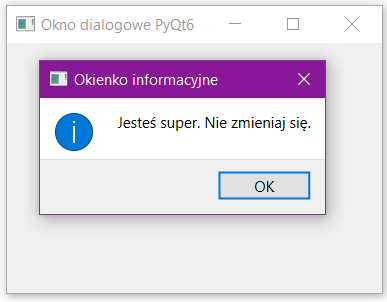 Okno dialogowe PyQt6
Okienko informacyjne
Jesteś super. Nie zmieniaj się.
OK